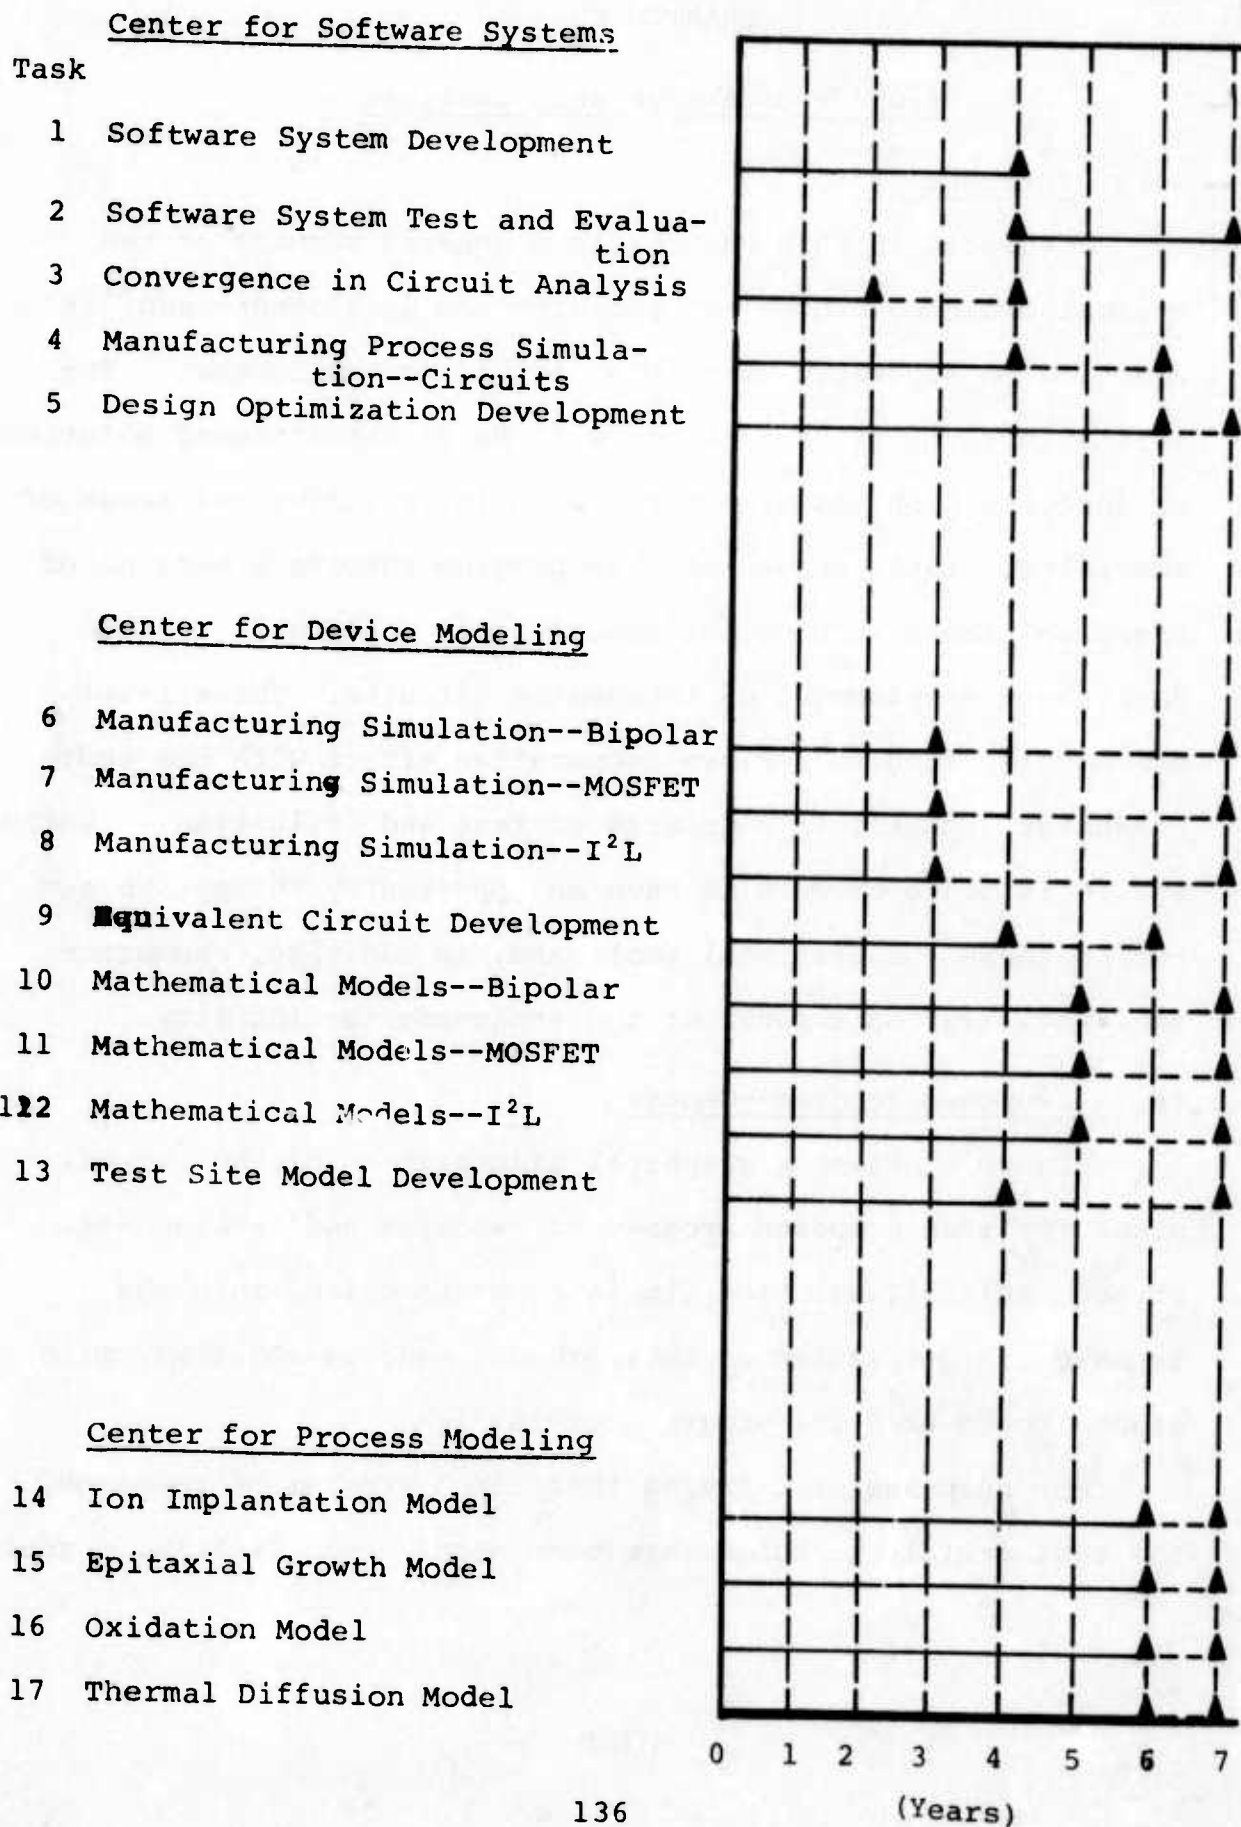 Center for Software Systems
Task
1 Software System Development
2 Software System Test and Evalua-
tion
3 Convergence in Circuit Analysis
4 Manufacturing Process Simula-
tion--Circuits
5 Design Optimization Development
Center for Device Modeling
6 Manufacturing Simulation--Bipolar
7 Manufacturing Simulation--MOSFET
8 Manufacturing Simulation--I²L
9 Equivalent Circuit Development
10 Mathematical Models--Bipolar
11 Mathematical Models--MOSFET
12 Mathematical Models--I²L
13 Test Site Model Development
Center for Process Modeling
14 Ion Implantation Model
15 Epitaxial Growth Model
16 Oxidation Model
17 Thermal Diffusion Model
0 1 2 3 4 5 6 7
(Years)
136